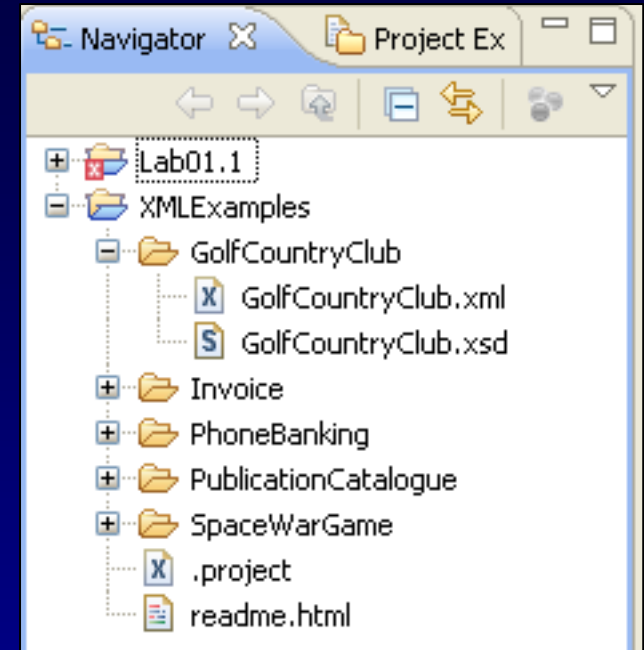 Navigator Project Ex
Lab01.1
XMLExamples
GolfCountryClub
X GolfCountryClub.xml
S GolfCountryClub.xsd
Invoice
PhoneBanking
PublicationCatalogue
SpaceWarGame
X .project
readme.html